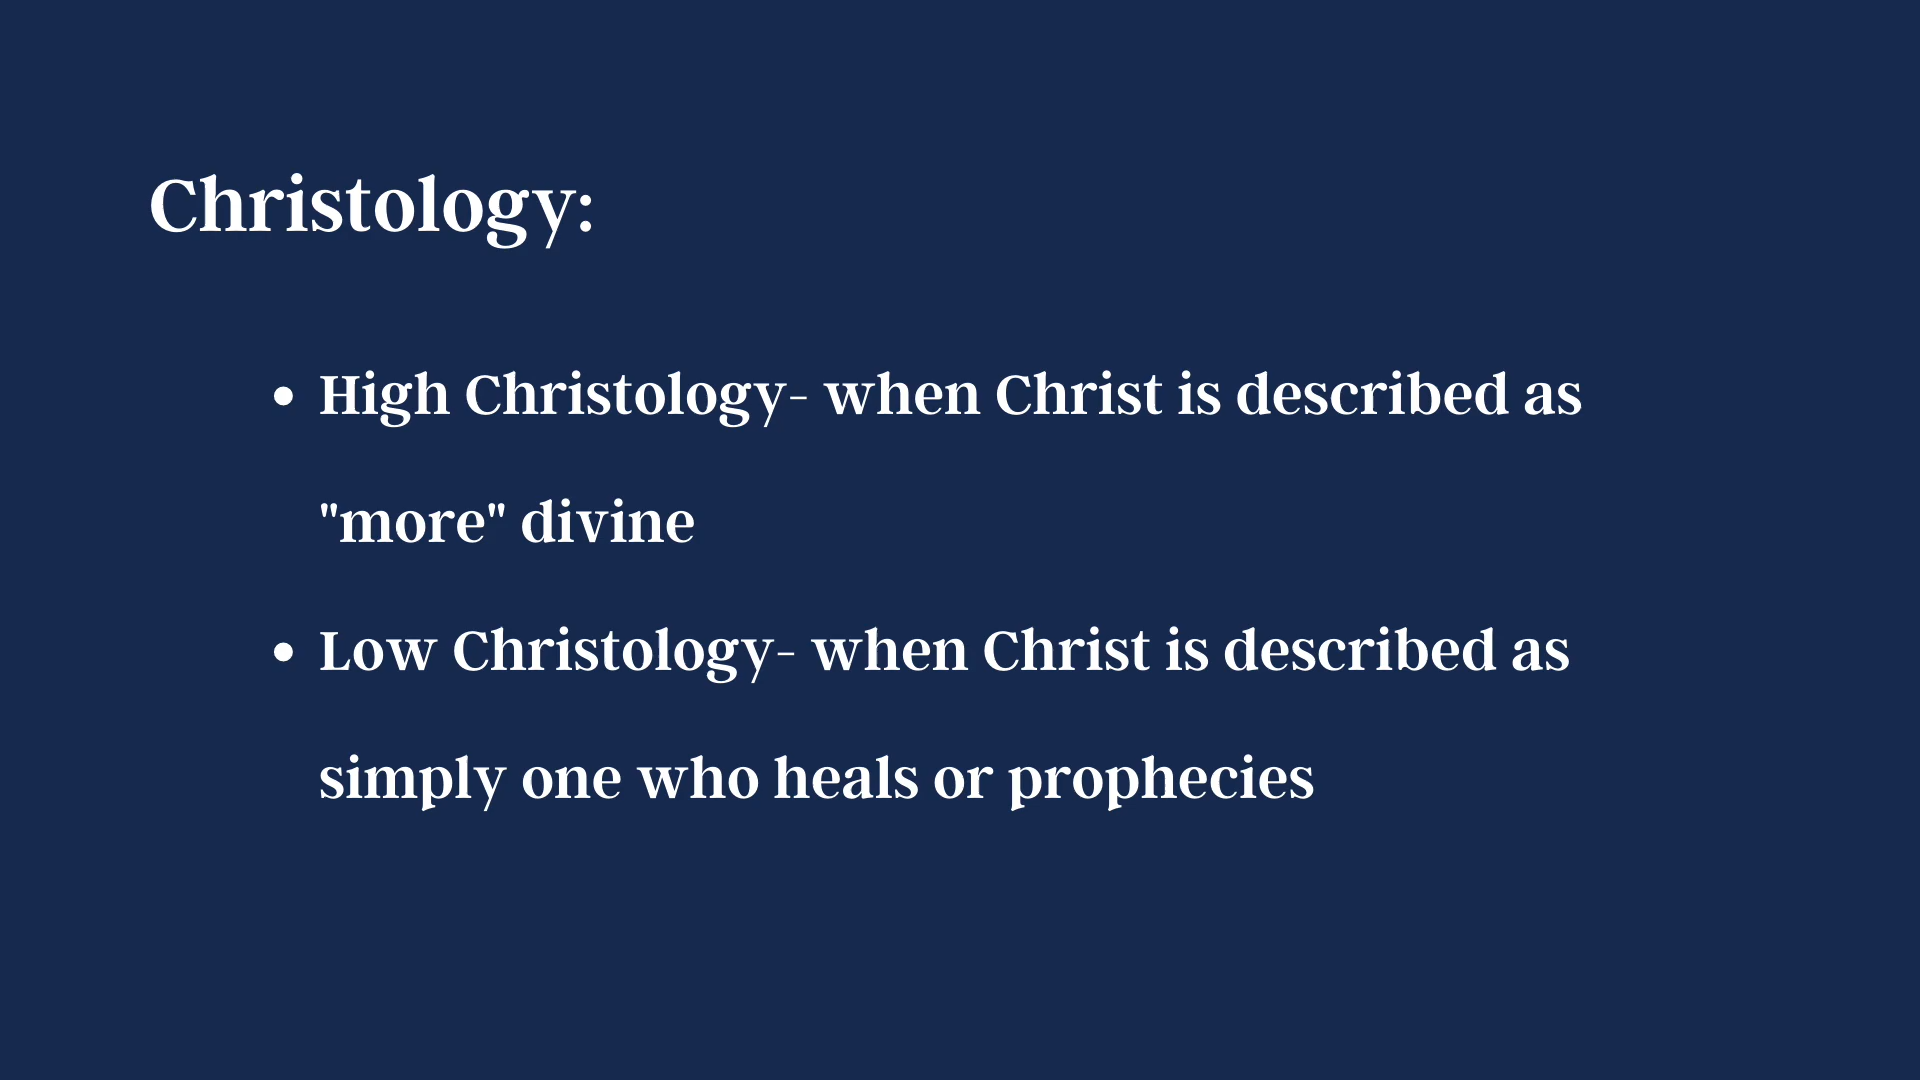 Christology:
• High Christology- when Christ is described as
"more" divine
• Low Christology- when Christ is described as
simply one who heals or prophecies